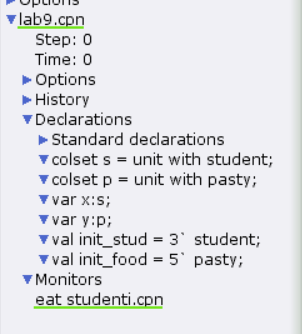 Options
lab9.cpn
Step: 0
Time: 0
Options
History
Declarations
Standard declarations
colset s = unit with student;
colset p = unit with pasty;
var x:s;
var y:p;
val init_stud = 3` student;
val init_food = 5` pasty;
Monitors
eat studenti.cpn